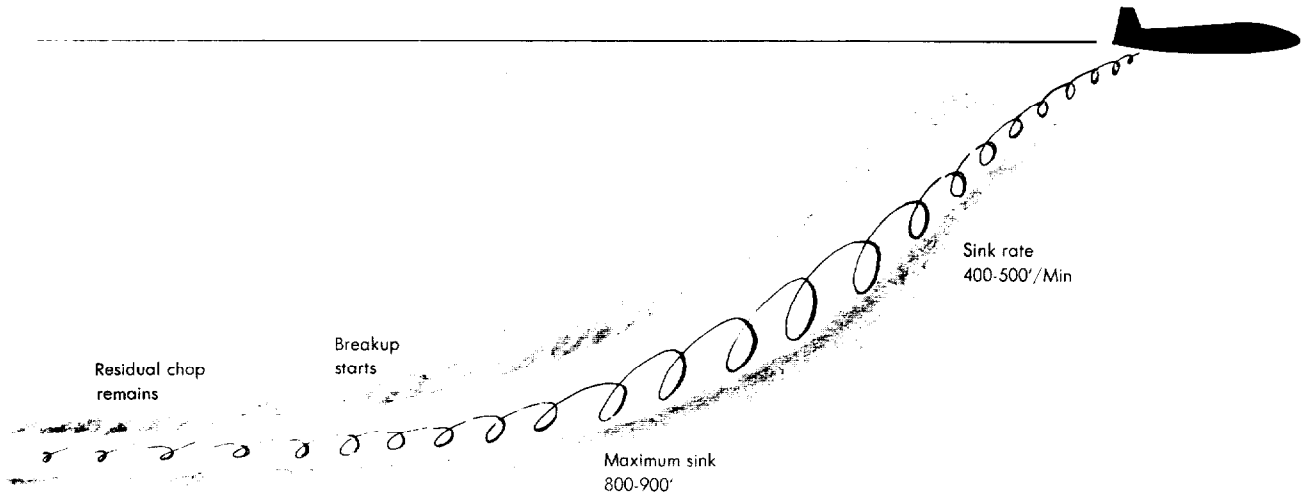 Sink rate
400-500'/Min
Breakup
starts
Residual chop
remains
Maximum sink
800-900'